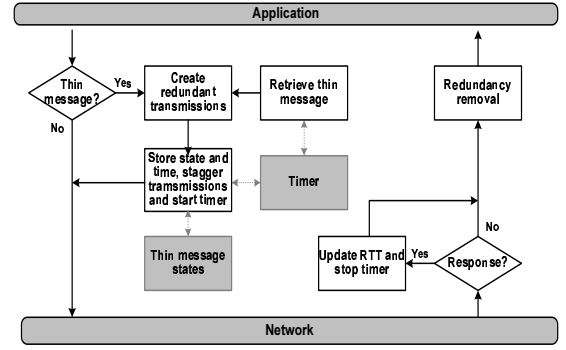 Application
Thin
message?
Yes
No
Create
redundant
transmissions
Retrieve thin
message
Redundancy
removal
Store state and
time, stagger
transmissions
and start timer
Timer
Thin message
states
Update RTT and
stop timer
Yes
Response?
No
Network